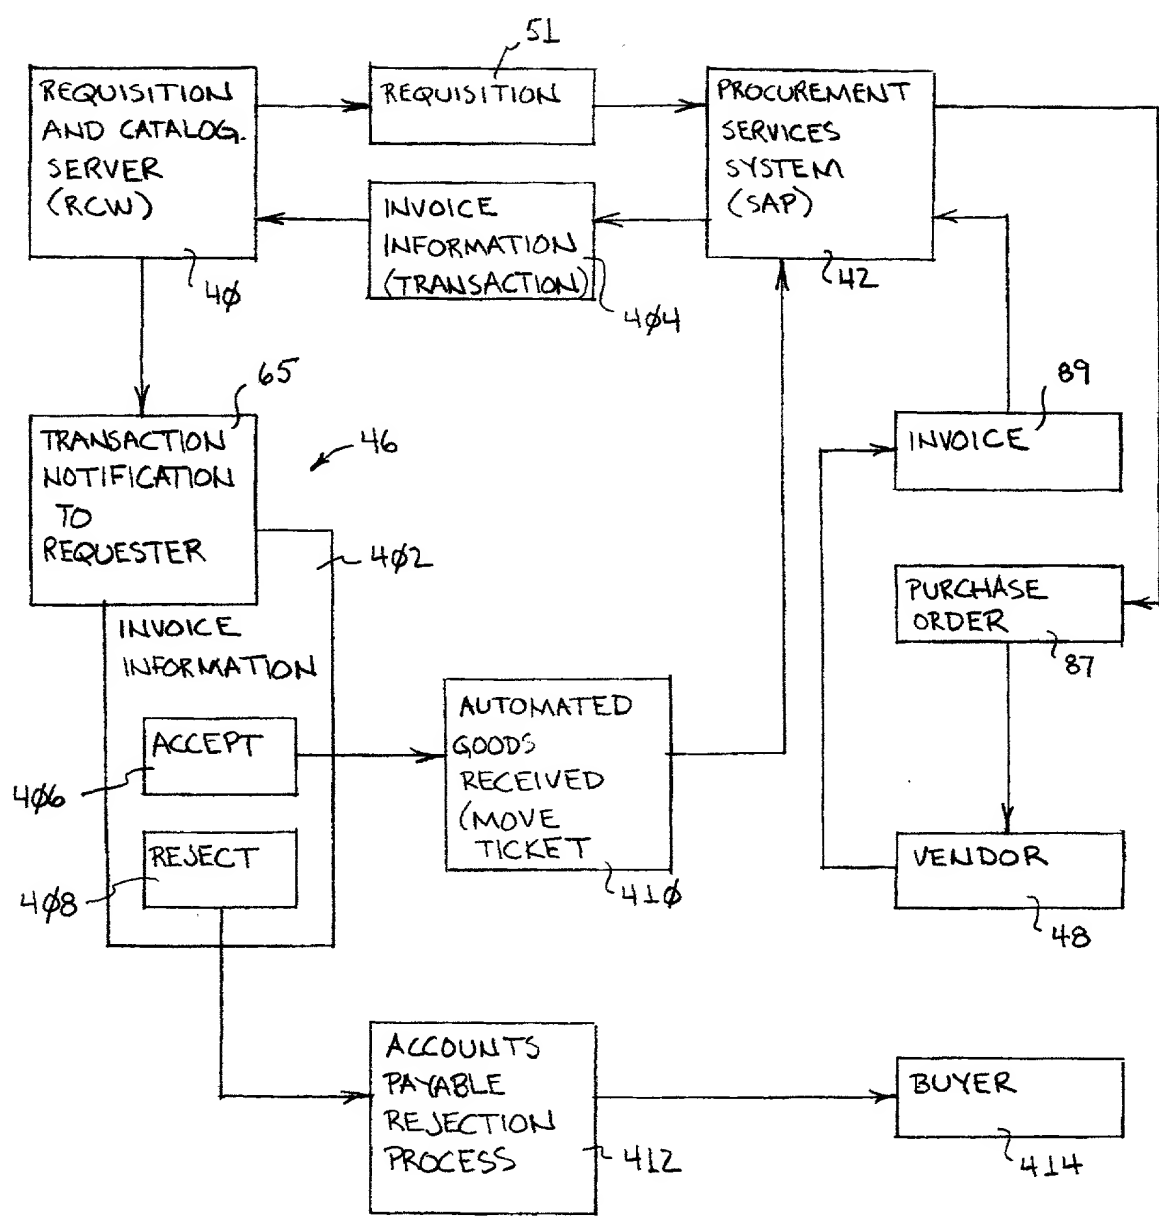 51
REQUISITION
AND CATALOG.
SERVER
(RCW)
40
REQUISITION
PROCUREMENT
SERVICES
SYSTEM
(SAP)
42
INVOICE
INFORMATION
(TRANSACTION)
404
65
TRANSACTION
NOTIFICATION
TO
REQUESTER
46
402
89
INVOICE
PURCHASE
ORDER
87
INVOICE
INFORMATION
ACCEPT
406
REJECT
408
AUTOMATED
GOODS
RECEIVED
(MOVE
TICKET
410
VENDOR
48
ACCOUNTS
PAYABLE
REJECTION
PROCESS
412
BUYER
414